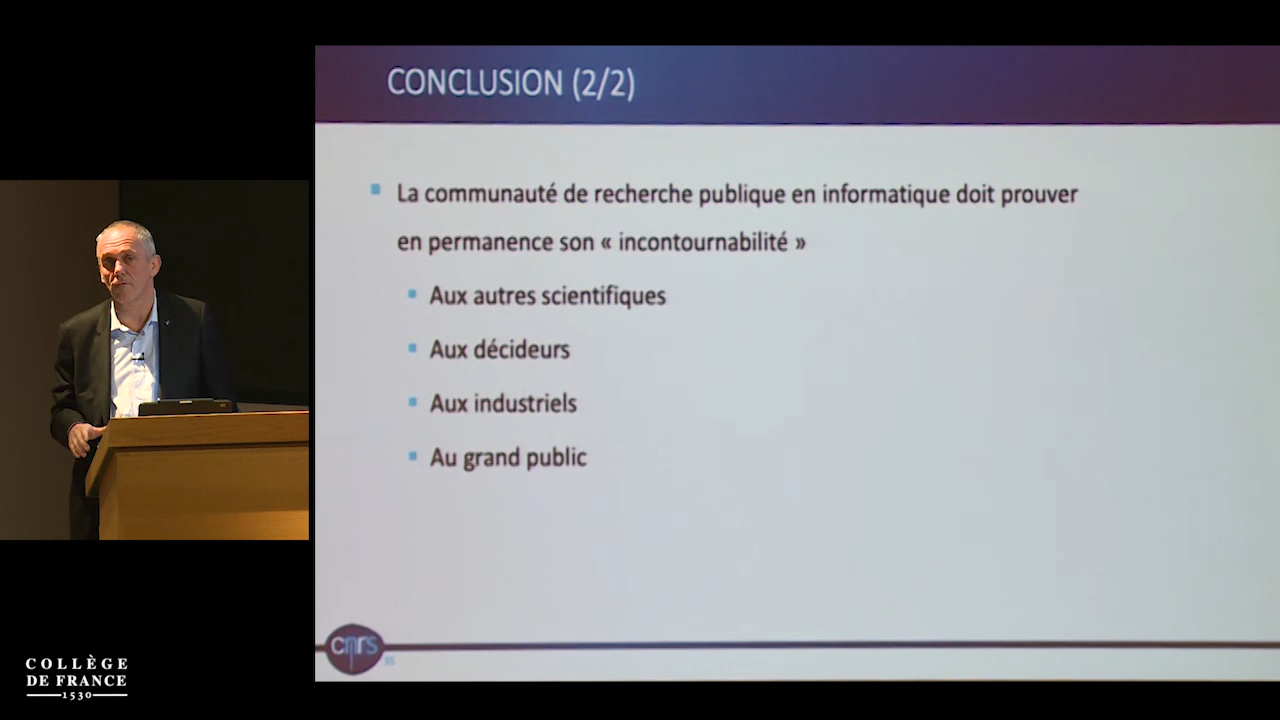 CONCLUSION (2/2)
La communauté de recherche publique en informatique doit prouver
en permanence son « incontournabilité »
Aux autres scientifiques
Aux décideurs
Aux industriels
Au grand public
cnrs
COLLÈGE
DE FRANCE
1530